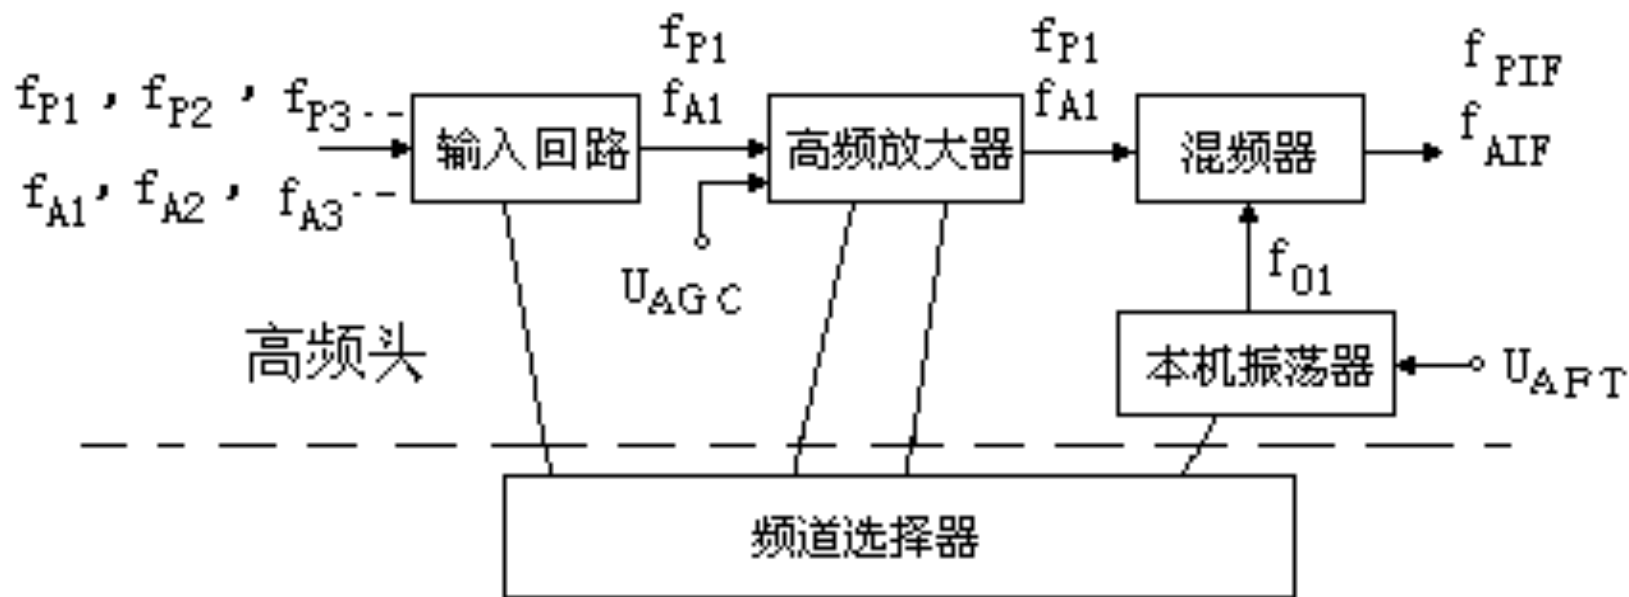 fP1, fP2, fP3--
fA1, fA2, fA3--
输入回路
fP1
fA1
高频放大器
UAGC
fP1
fA1
混频器
fPIF
fAIF
fO1
本机振荡器
UAFT
高频头
频道选择器